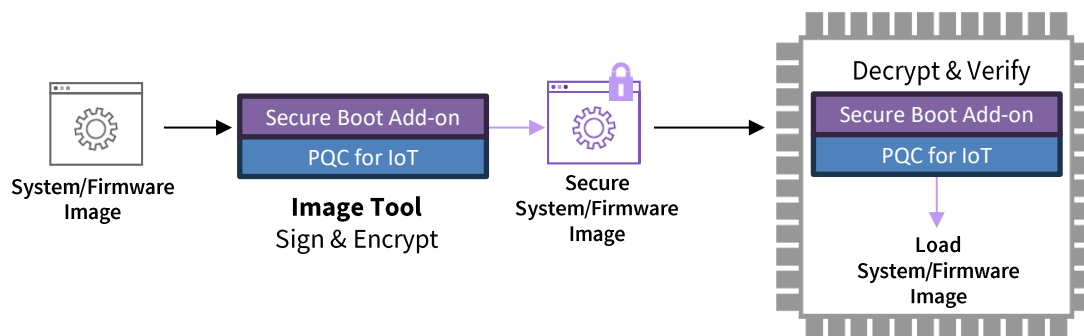 System/Firmware
Image
Secure Boot Add-on
PQC for IoT
Image Tool
Sign & Encrypt
Secure
System/Firmware
Image
Decrypt & Verify
Secure Boot Add-on
PQC for IoT
Load
System/Firmware
Image